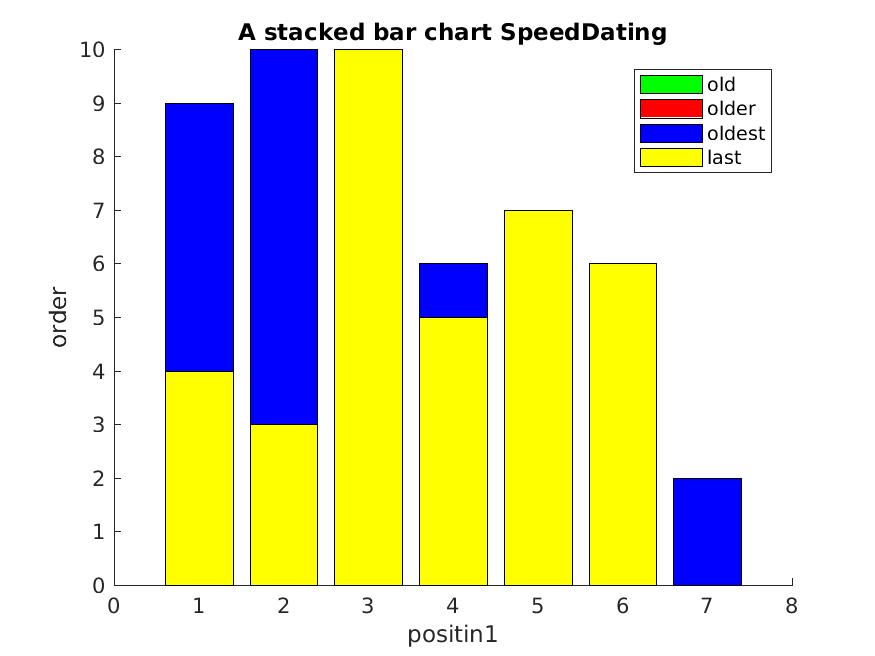 A stacked bar chart SpeedDating
10
9
8
7
6
5
4
3
2
1
0
order
old
older
oldest
last
0 1 2 3 4 5 6 7 8
positin1